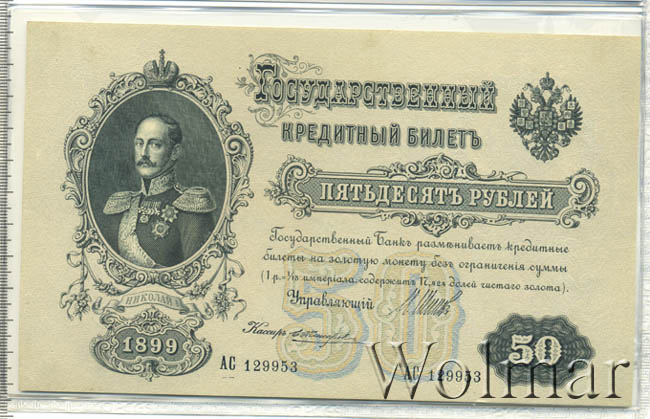 Государственный
кредитный билетъ
пятьдесятъ рублей
Государственный Банкъ размѣниваетъ кредитные
билеты на золотую монету безъ ограниченія суммы
(1 р.= 1/15 имперіала, содержитъ 17,424 долей чистаго золота).
Управляющій
НИКОЛАЙ I
Кассиръ
50
1899
АС 129953
АС 129953
50
Wolmar